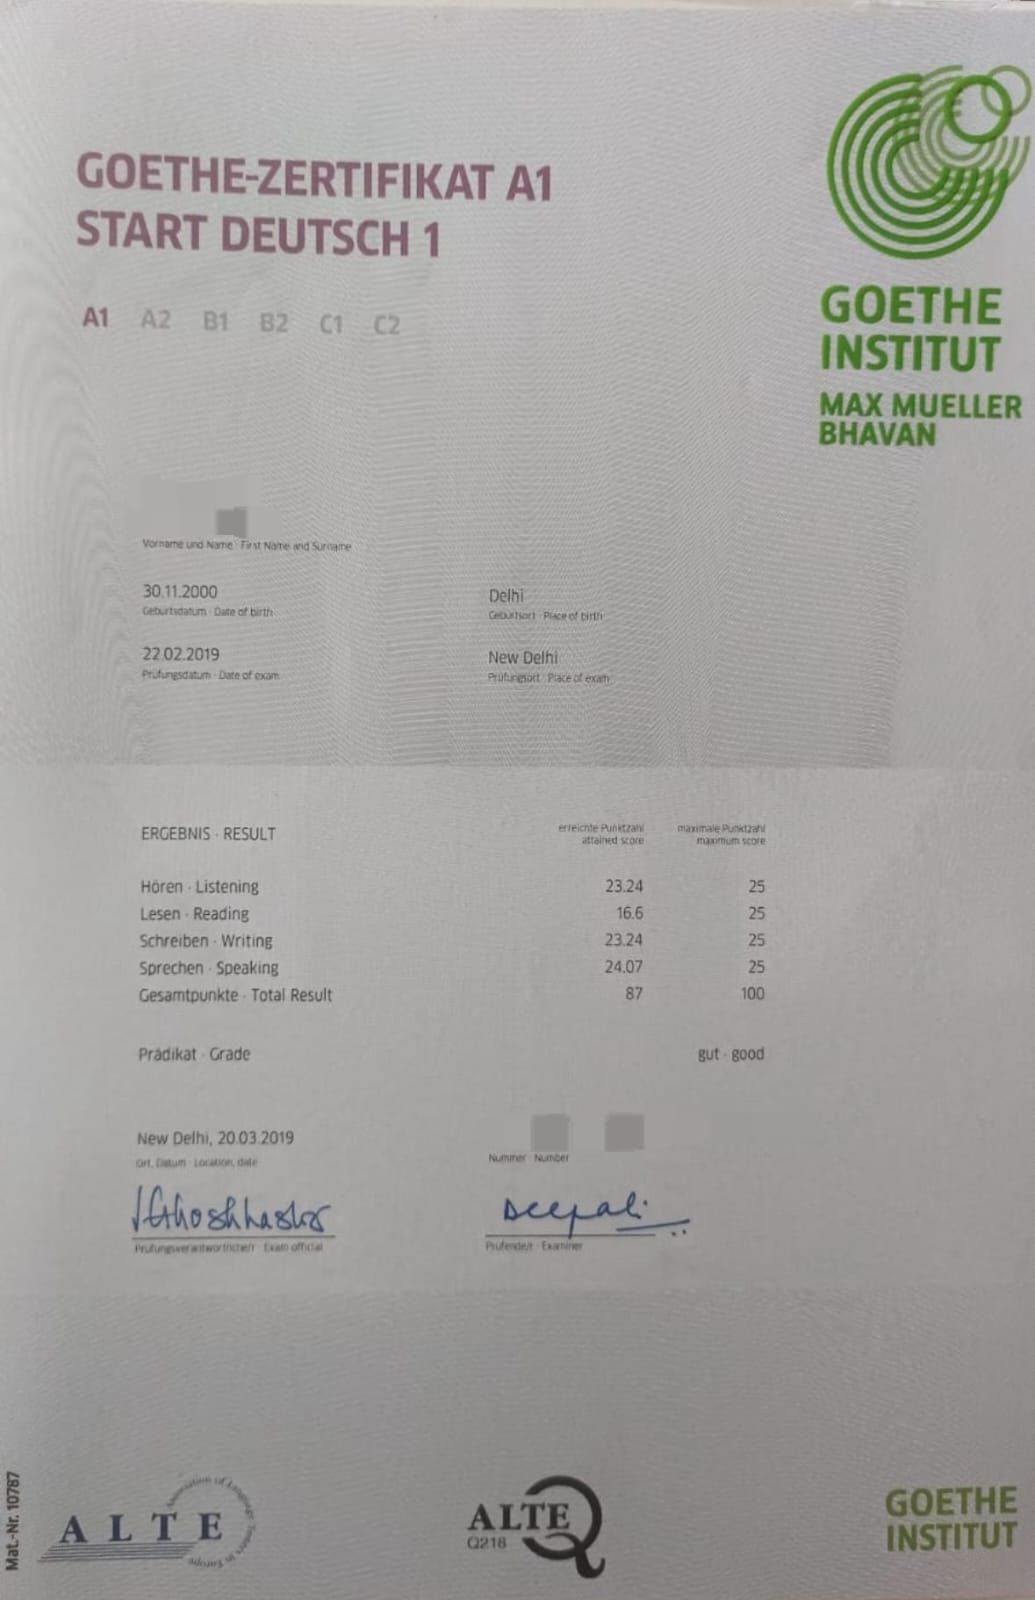 GOETHE-ZERTIFIKAT A1
START DEUTSCH 1
A1 A2 B1 B2 C1 C2
GOETHE
INSTITUT
MAX MUELLER
BHAVAN
Vorname und Name · First Name and Surname
30.11.2000
Geburtsdatum · Date of birth
Delhi
Geburtsort · Place of birth
22.02.2019
Prüfungsdatum · Date of exam
New Delhi
Prüfungsort · Place of exam
ERGEBNIS · RESULT
erreichte Punktzahl
attained score
maximale Punktzahl
maximum score
Hören · Listening 23.24 25
Lesen · Reading 16.6 25
Schreiben · Writing 23.24 25
Sprechen · Speaking 24.07 25
Gesamtpunkte · Total Result 87 100
Prädikat · Grade gut · good
New Delhi, 20.03.2019
Ort, Datum · Location, date
Nummer · Number
Prüfungsverantwortliche/r · Exam official
Deepali
Prüfende/r · Examiner
Mat.-Nr. 10787
ALTE
Association of Language Testers in Europe
ALTE
Q218
GOETHE
INSTITUT